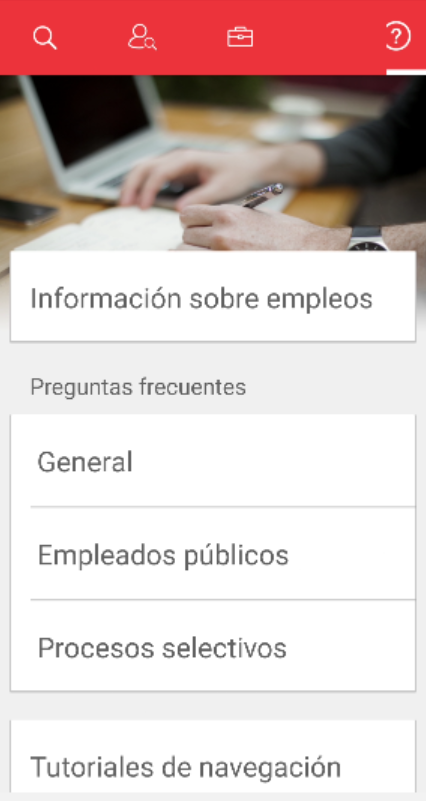 Información sobre empleos
Preguntas frecuentes
General
Empleados públicos
Procesos selectivos
Tutoriales de navegación